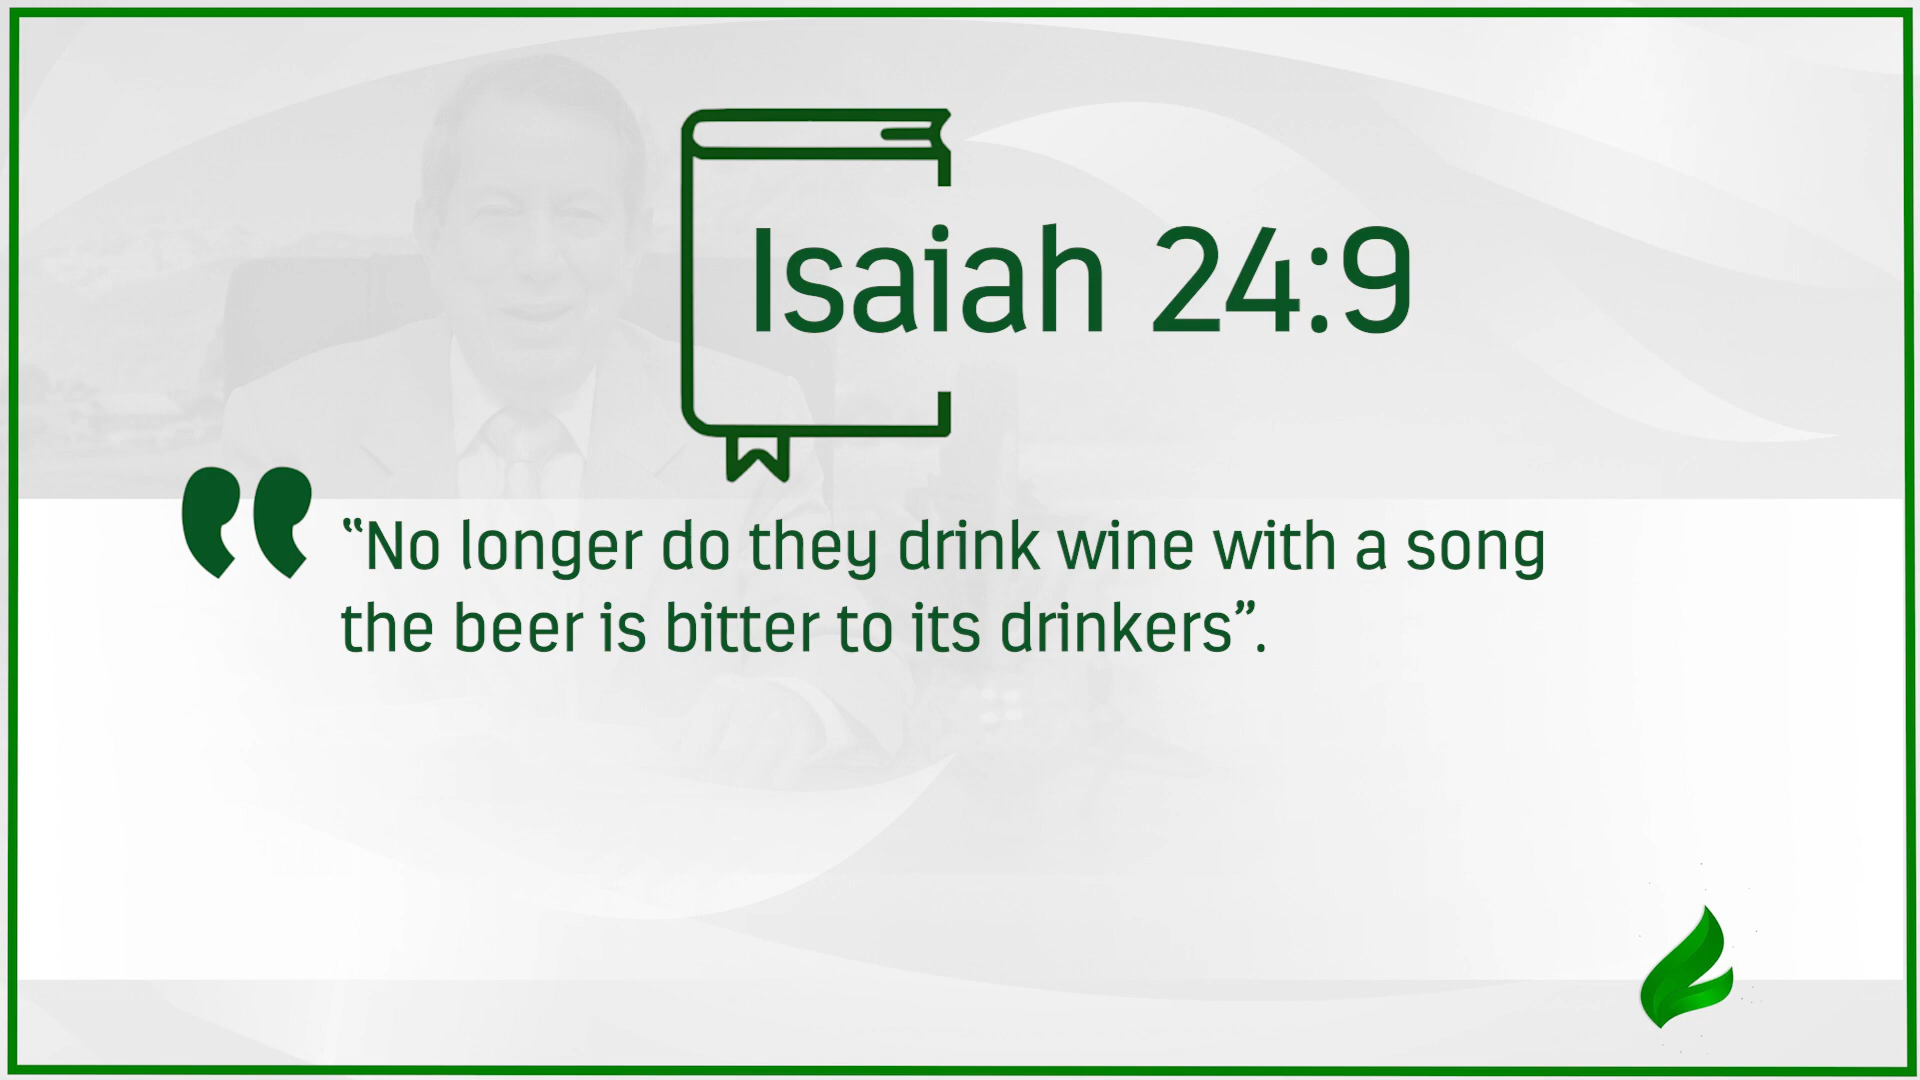 Isaiah 24:9
“No longer do they drink wine with a song
the beer is bitter to its drinkers”.